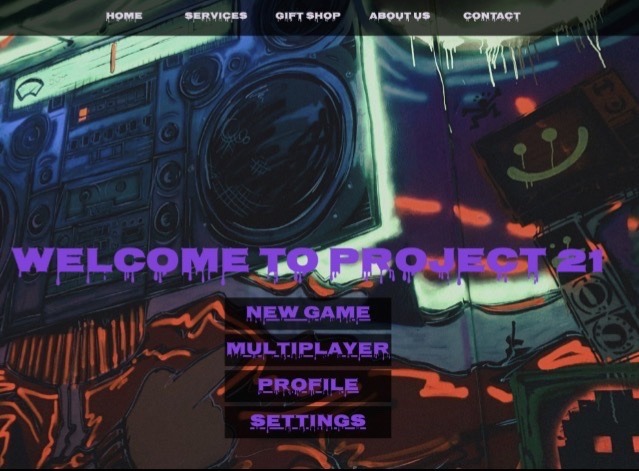 HOME SERVICES GIFT SHOP ABOUT US CONTACT
WELCOME TO PROJECT 21
NEW GAME
MULTIPLAYER
PROFILE
SETTINGS